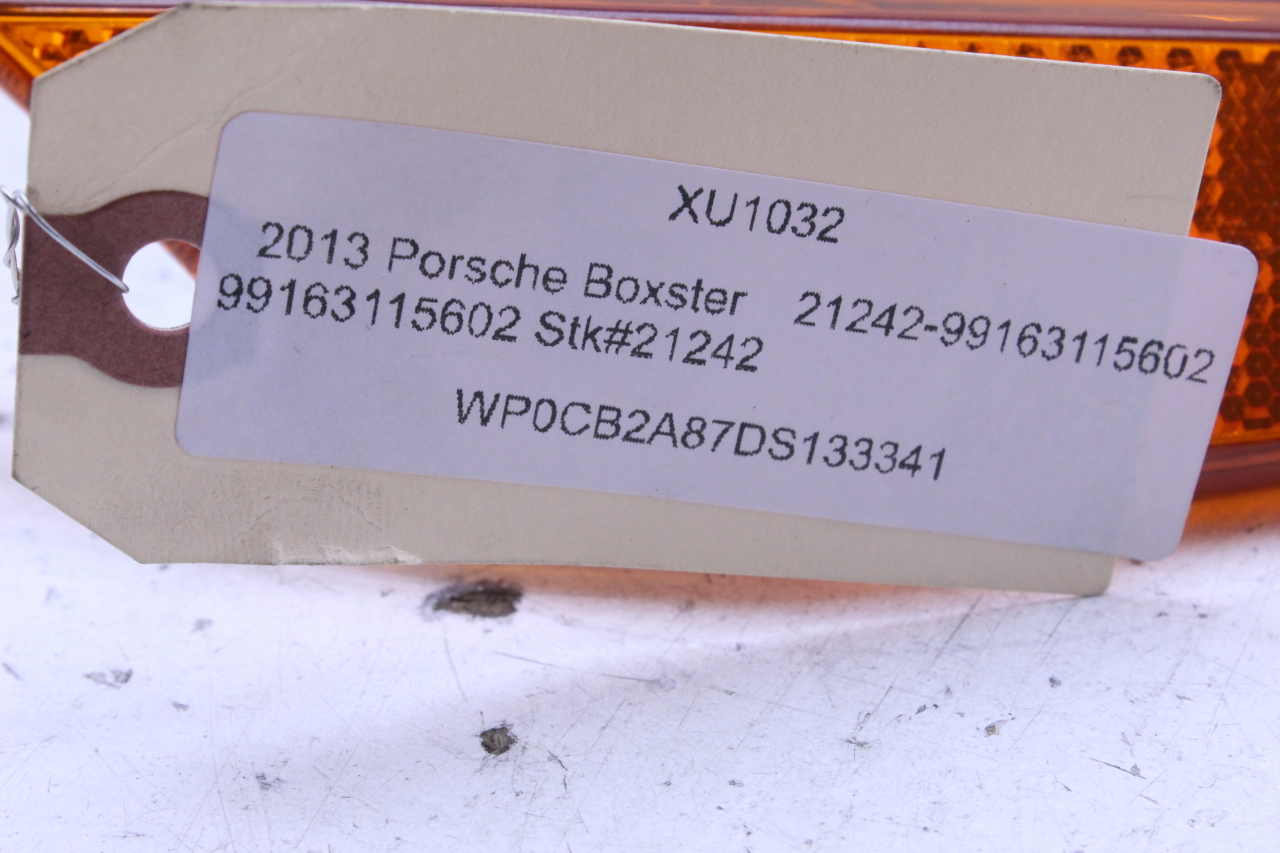 XU1032
2013 Porsche Boxster 21242-99163115602
99163115602 Stk#21242
WP0CB2A87DS133341